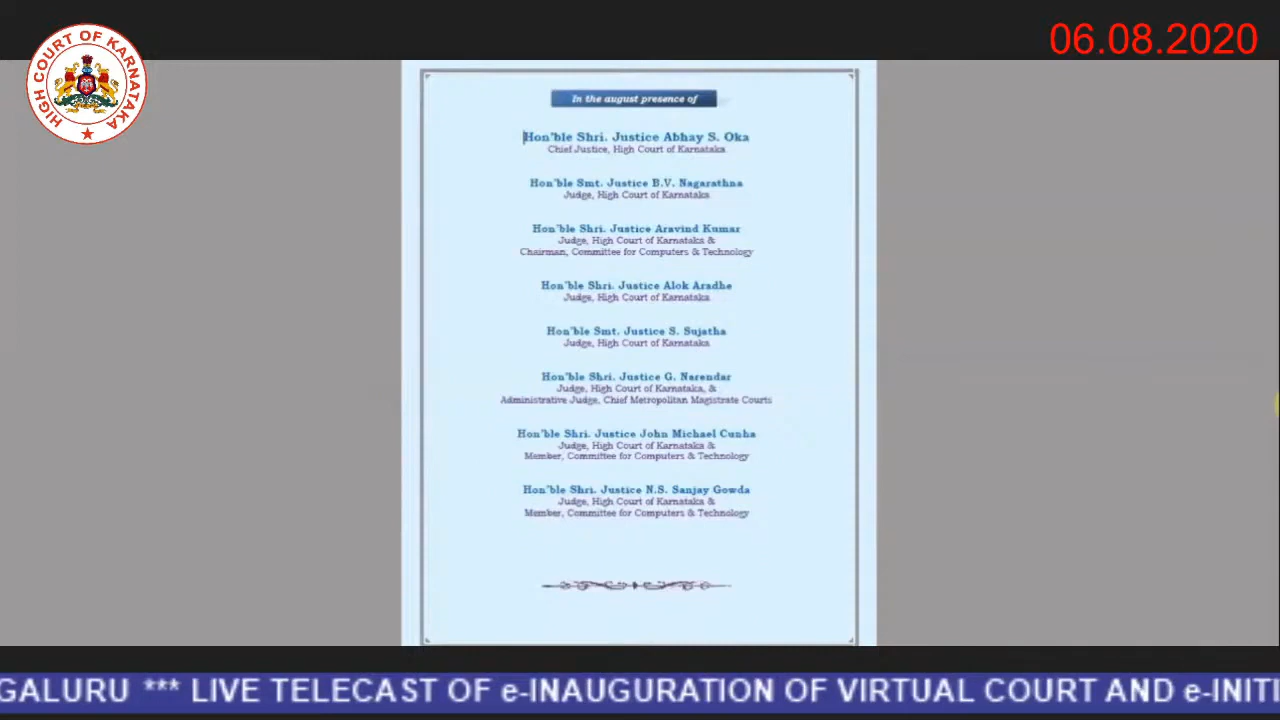 HIGH COURT OF KARNATAKA
06.08.2020
In the august presence of
Hon'ble Shri. Justice Abhay S. Oka
Chief Justice, High Court of Karnataka
Hon'ble Smt. Justice B.V. Nagarathna
Judge, High Court of Karnataka
Hon'ble Shri. Justice Aravind Kumar
Judge, High Court of Karnataka &
Chairman, Committee for Computers & Technology
Hon'ble Shri. Justice Alok Aradhe
Judge, High Court of Karnataka
Hon'ble Smt. Justice S. Sujatha
Judge, High Court of Karnataka
Hon'ble Shri. Justice G. Narendar
Judge, High Court of Karnataka, &
Administrative Judge, Chief Metropolitan Magistrate Courts
Hon'ble Shri. Justice John Michael Cunha
Judge, High Court of Karnataka &
Member, Committee for Computers & Technology
Hon'ble Shri. Justice N.S. Sanjay Gowda
Judge, High Court of Karnataka &
Member, Committee for Computers & Technology
GALURU *** LIVE TELECAST OF e-INAUGURATION OF VIRTUAL COURT AND e-INITI